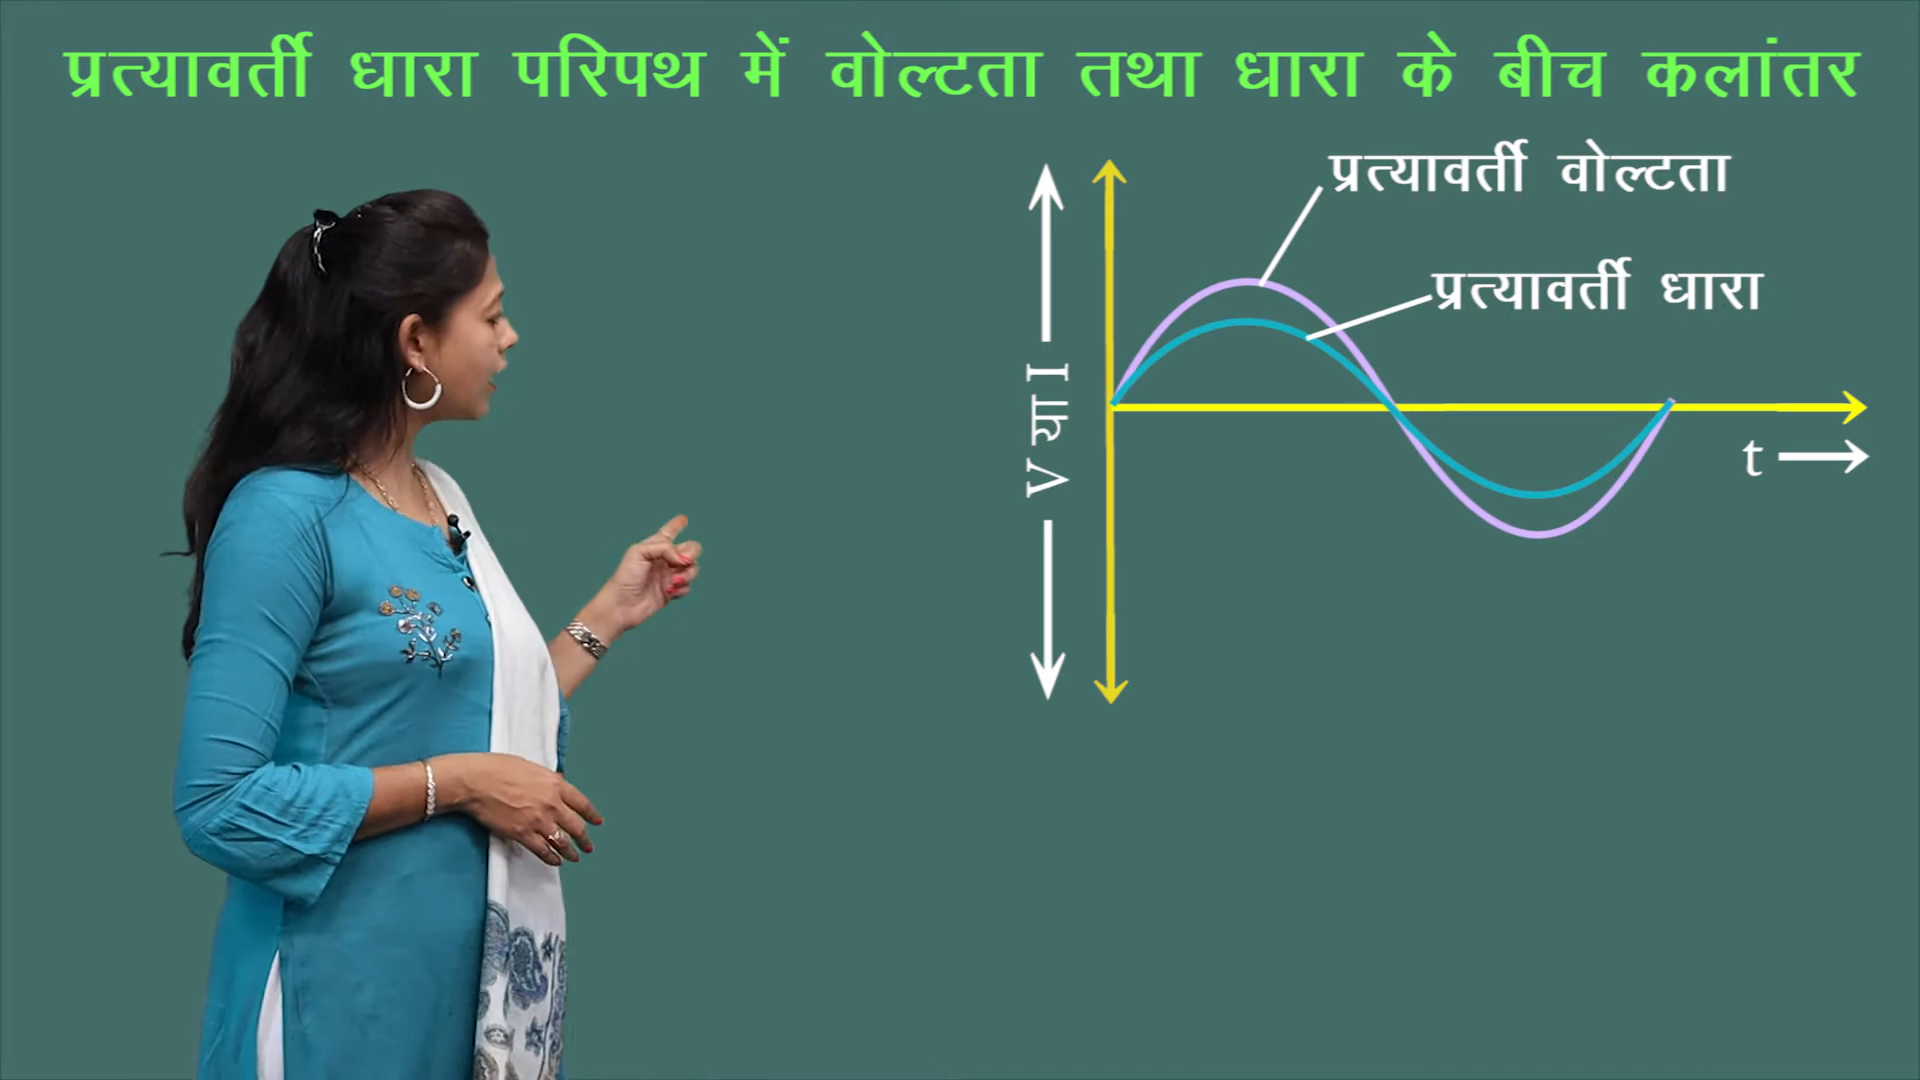 प्रत्यावर्ती धारा परिपथ में वोल्टता तथा धारा के बीच कलांतर
प्रत्यावर्ती वोल्टता
प्रत्यावर्ती धारा
V या I
t